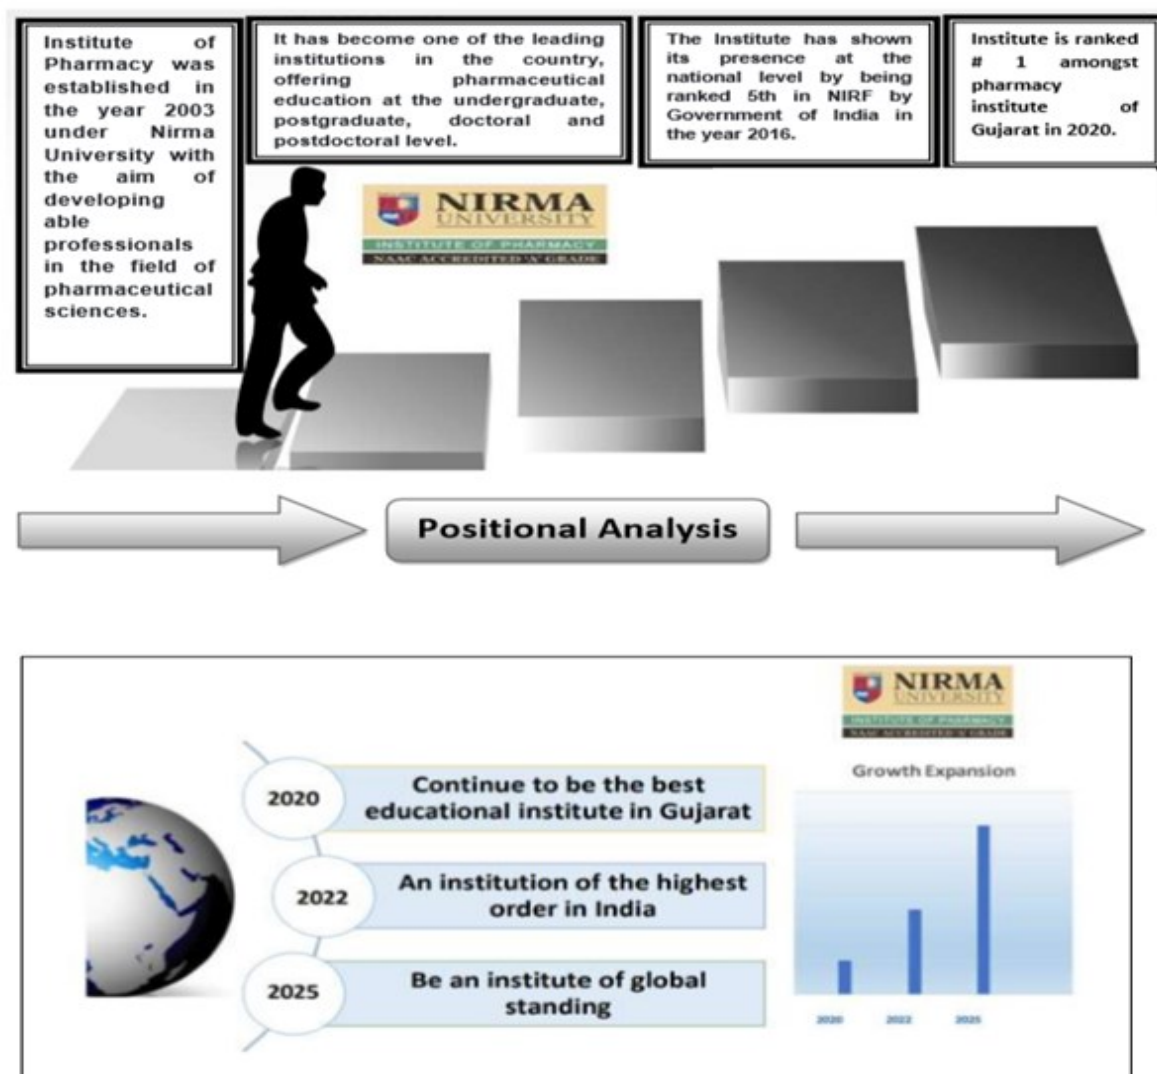 Institute of
Pharmacy was
established in
the year 2003
under Nirma
University with
the aim of
developing
able
professionals
in the field of
pharmaceutical
sciences.
It has become one of the leading
institutions in the country,
offering pharmaceutical
education at the undergraduate,
postgraduate, doctoral and
postdoctoral level.
The Institute has shown
its presence at the
national level by being
ranked 5th in NIRF by
Government of India in
the year 2016.
Institute is ranked
# 1 amongst
pharmacy
institute of
Gujarat in 2020.
NIRMA
UNIVERSITY
INSTITUTE OF PHARMACY
NAAC ACCREDITED 'A' GRADE
Positional Analysis
NIRMA
UNIVERSITY
INSTITUTE OF PHARMACY
NAAC ACCREDITED 'A' GRADE
2020
Continue to be the best
educational institute in Gujarat
2022
An institution of the highest
order in India
2025
Be an institute of global
standing
Growth Expansion
2020 2022 2025